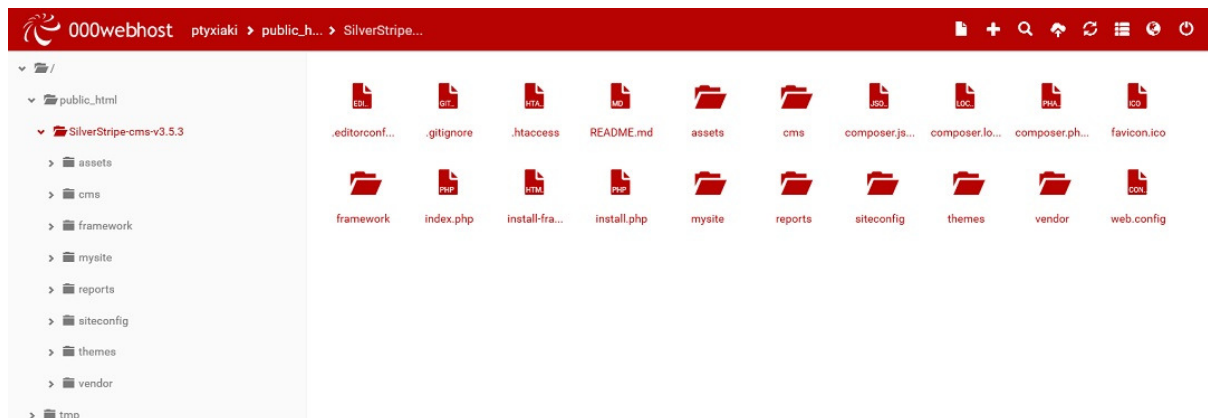 000webhost ptyxiaki > public_h... > SilverStripe...
/
public_html
SilverStripe-cms-v3.5.3
assets
cms
framework
mysite
reports
siteconfig
themes
vendor
tmp
EDI.. GIT.. HTA.. MD JSO.. LOC.. PHA.. ICO
.editorconf... .gitignore .htaccess README.md assets cms composer.js... composer.lo... composer.ph... favicon.ico
PHP HTM. PHP CON..
framework index.php install-fra... install.php mysite reports siteconfig themes vendor web.config